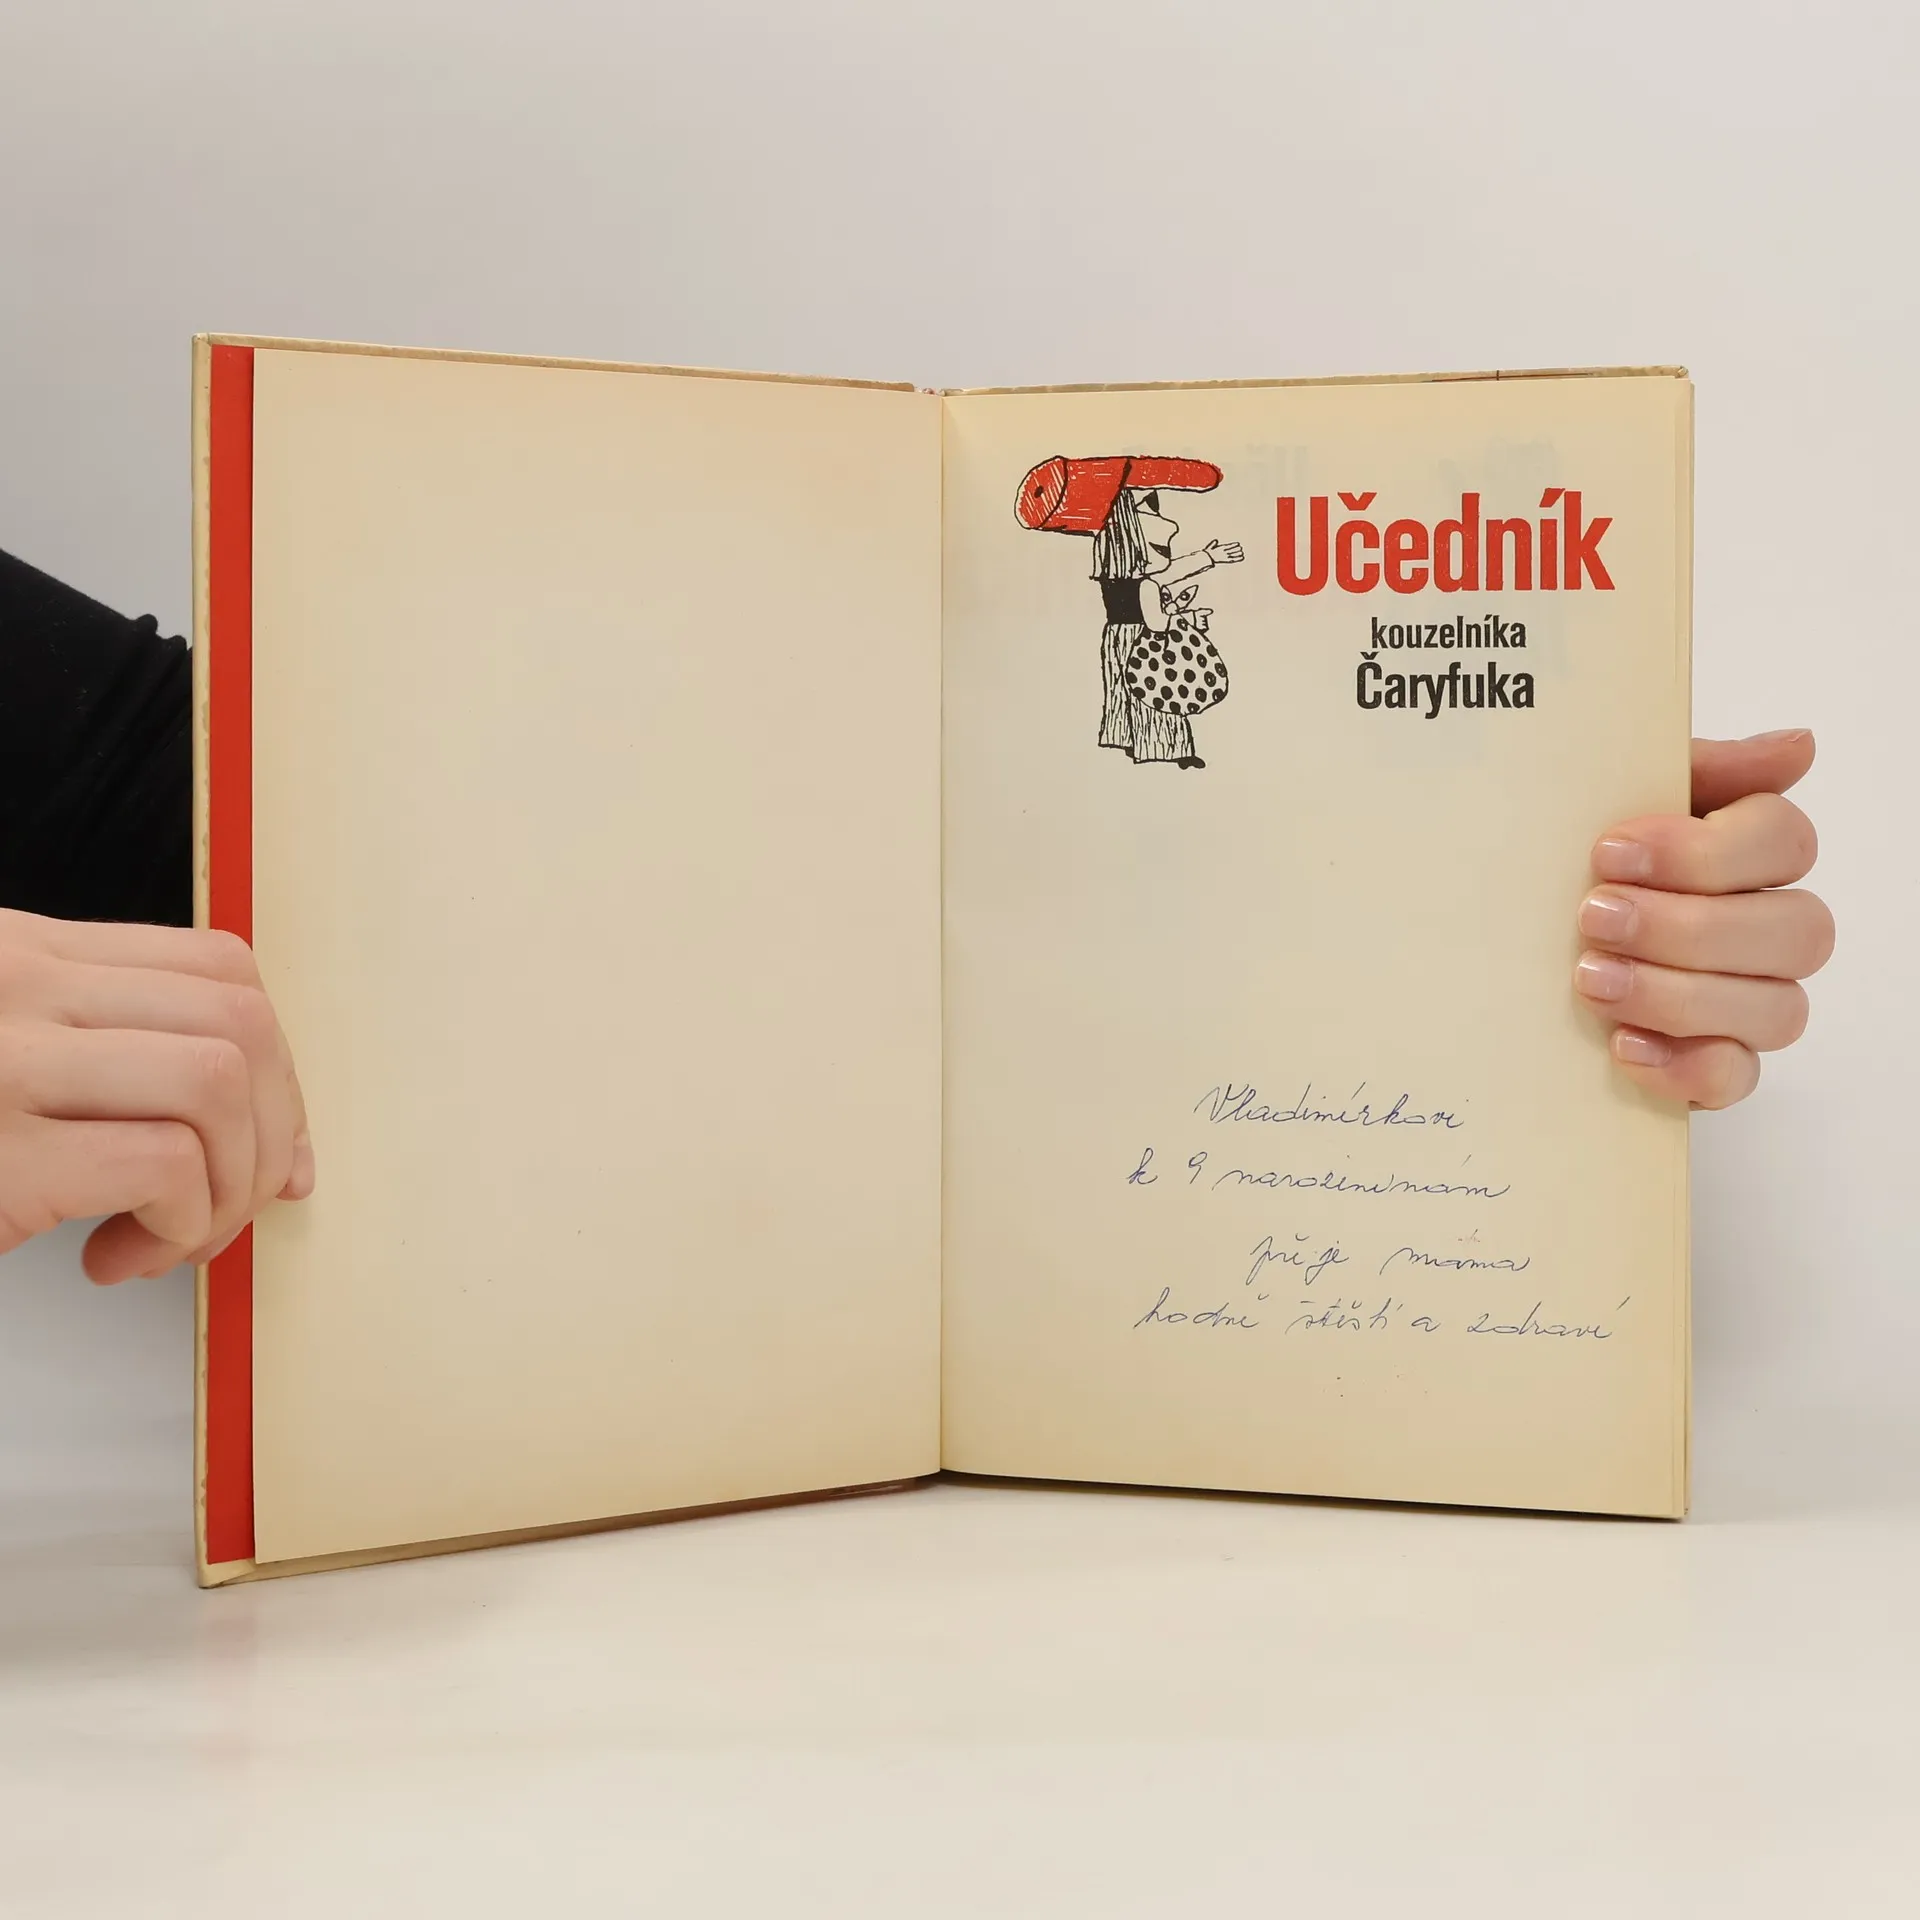 Učedník
kouzelníka
Čaryfuka
Vladimírkovi
k 9 narozeninám
přeje máma
hodně štěstí a zdraví